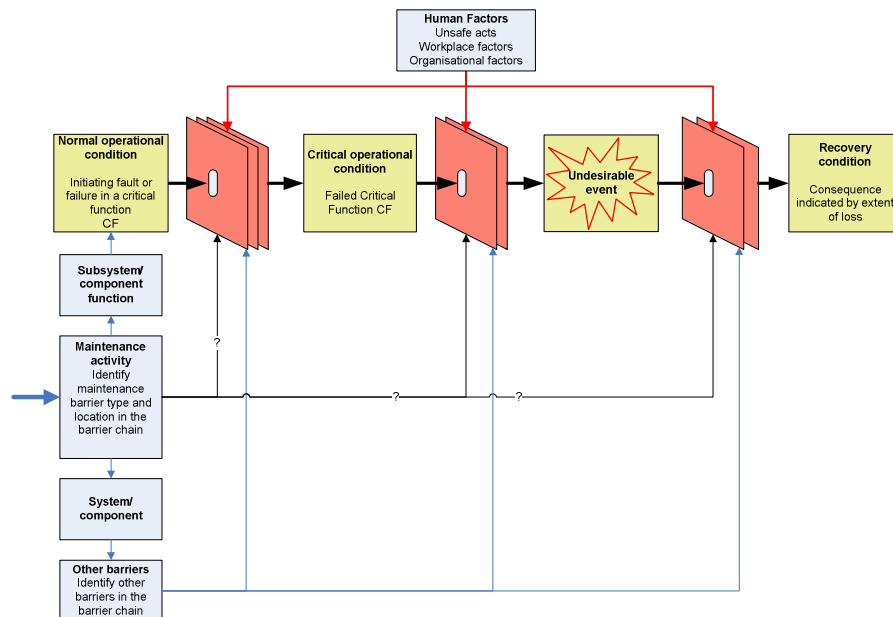 Human Factors
Unsafe acts
Workplace factors
Organisational factors
Normal operational
condition
Initiating fault or
failure in a critical
function
CF
Critical operational
condition
Failed Critical
Function CF
Undesirable
event
Recovery
condition
Consequence
indicated by extent
of loss
Subsystem/
component
function
Maintenance
activity
Identify
maintenance
barrier type and
location in the
barrier chain
?
?
?
System/
component
Other barriers
Identify other
barriers in the
barrier chain